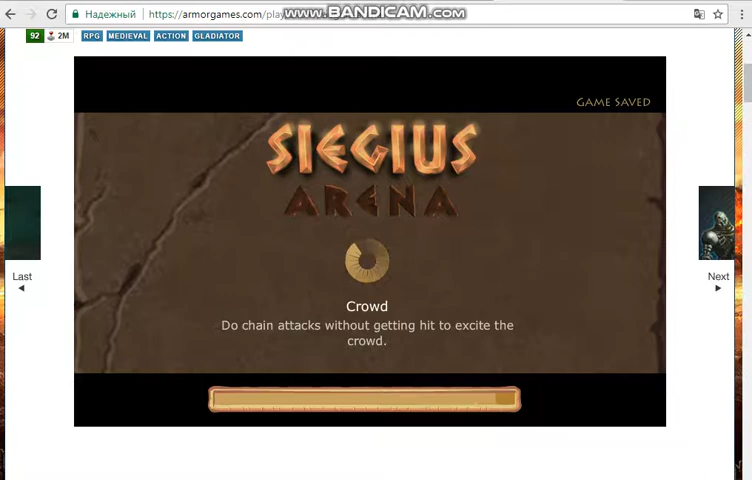 Надежный
https://armorgames.com/play
WWW.BANDICAM.COM
92
2M
RPG
MEDIEVAL
ACTION
GLADIATOR
GAME SAVED
SIEGIUS
ARENA
Last
Next
Crowd
Do chain attacks without getting hit to excite the
crowd.